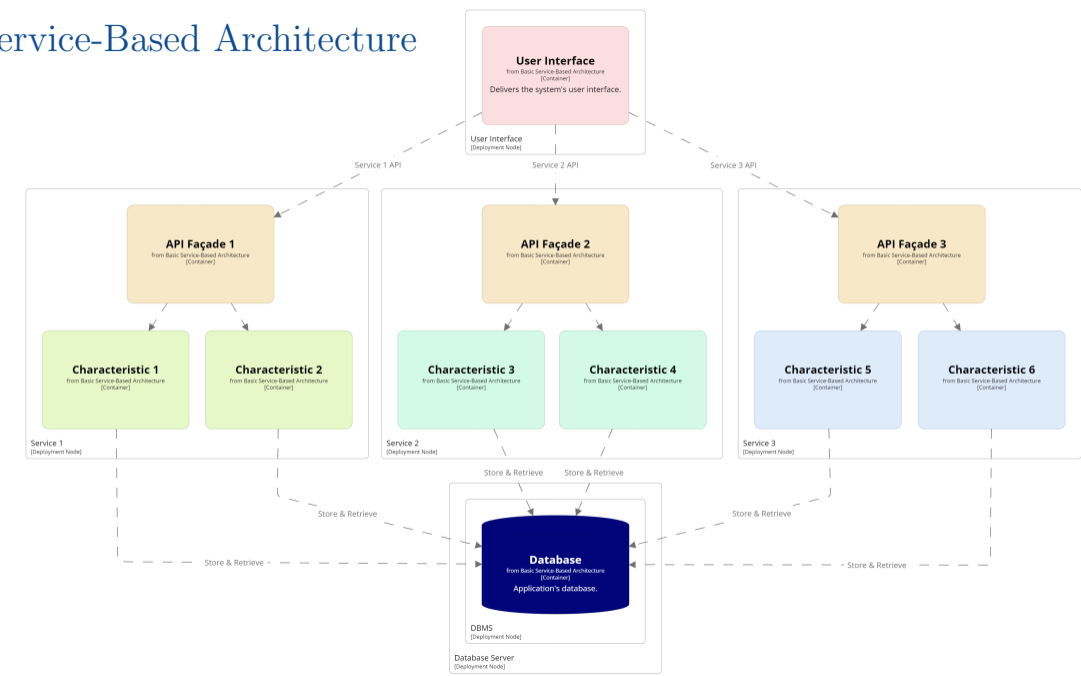 ervice-Based Architecture
User Interface
from Basic Service-Based Architecture
[Container]
Delivers the system's user interface.
User Interface
[Deployment Node]
Service 1 API
Service 2 API
Service 3 API
API Façade 1
from Basic Service-Based Architecture
[Container]
API Façade 2
from Basic Service-Based Architecture
[Container]
API Façade 3
from Basic Service-Based Architecture
[Container]
Characteristic 1
from Basic Service-Based Architecture
[Container]
Characteristic 2
from Basic Service-Based Architecture
[Container]
Characteristic 3
from Basic Service-Based Architecture
[Container]
Characteristic 4
from Basic Service-Based Architecture
[Container]
Characteristic 5
from Basic Service-Based Architecture
[Container]
Characteristic 6
from Basic Service-Based Architecture
[Container]
Service 1
[Deployment Node]
Service 2
[Deployment Node]
Service 3
[Deployment Node]
Store & Retrieve
Store & Retrieve
Store & Retrieve
Store & Retrieve
Store & Retrieve
Store & Retrieve
Database
from Basic Service-Based Architecture
[Container]
Application's database.
DBMS
[Deployment Node]
Database Server
[Deployment Node]